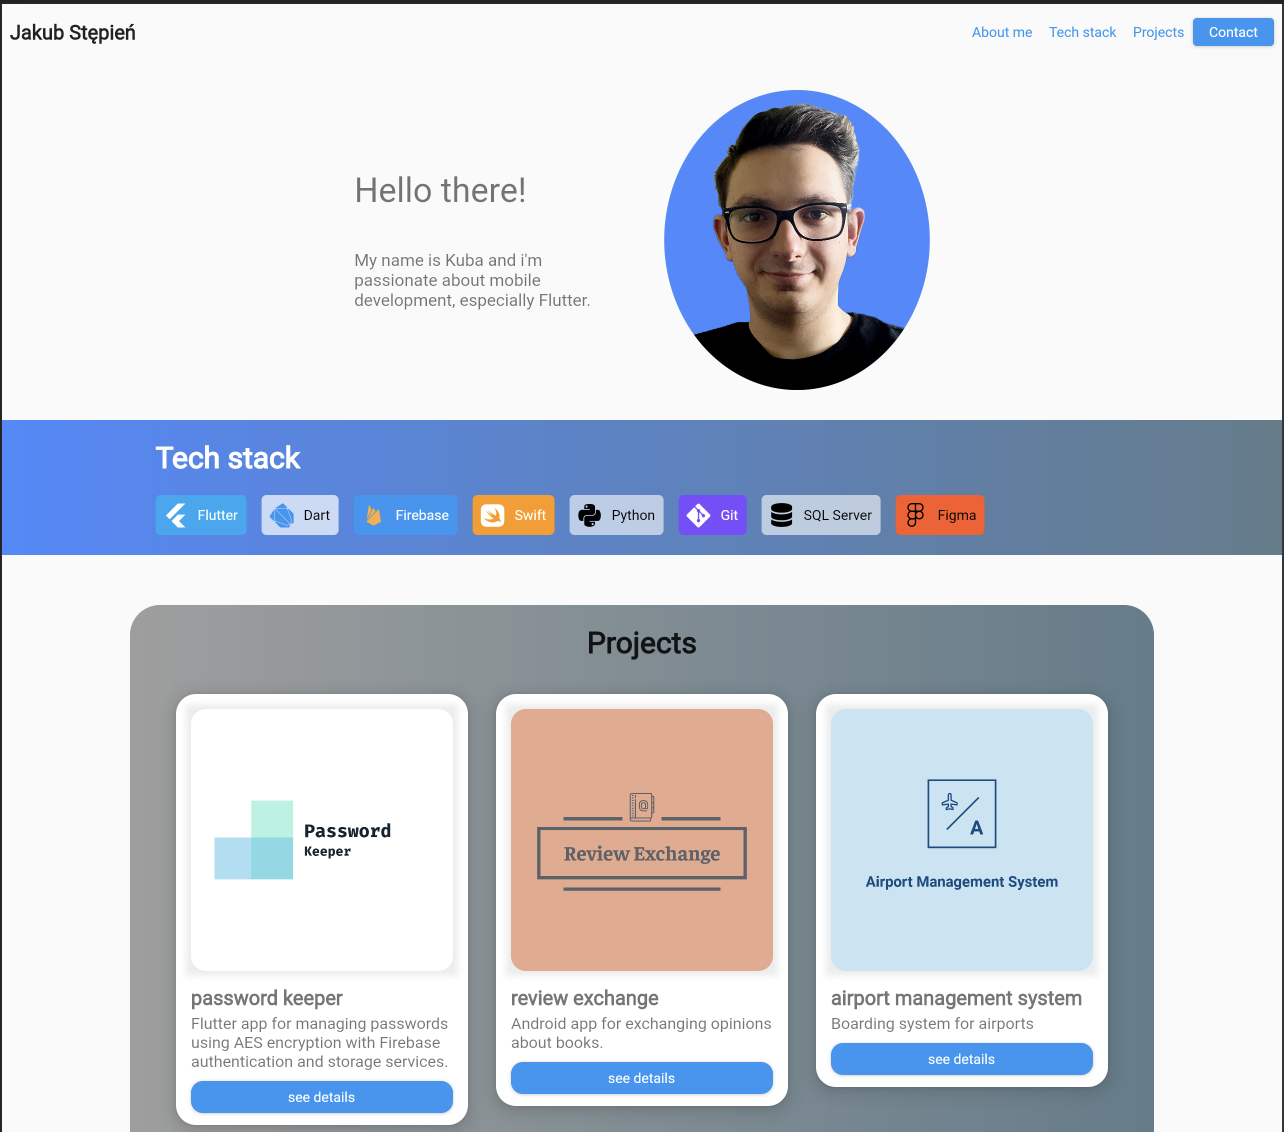 Jakub Stępień
About me
Tech stack
Projects
Contact
Hello there!
My name is Kuba and i'm
passionate about mobile
development, especially Flutter.
Tech stack
Flutter
Dart
Firebase
Swift
Python
Git
SQL Server
Figma
Projects
Password
Keeper
password keeper
Flutter app for managing passwords
using AES encryption with Firebase
authentication and storage services.
see details
@
Review Exchange
review exchange
Android app for exchanging opinions
about books.
see details
A
Airport Management System
airport management system
Boarding system for airports
see details